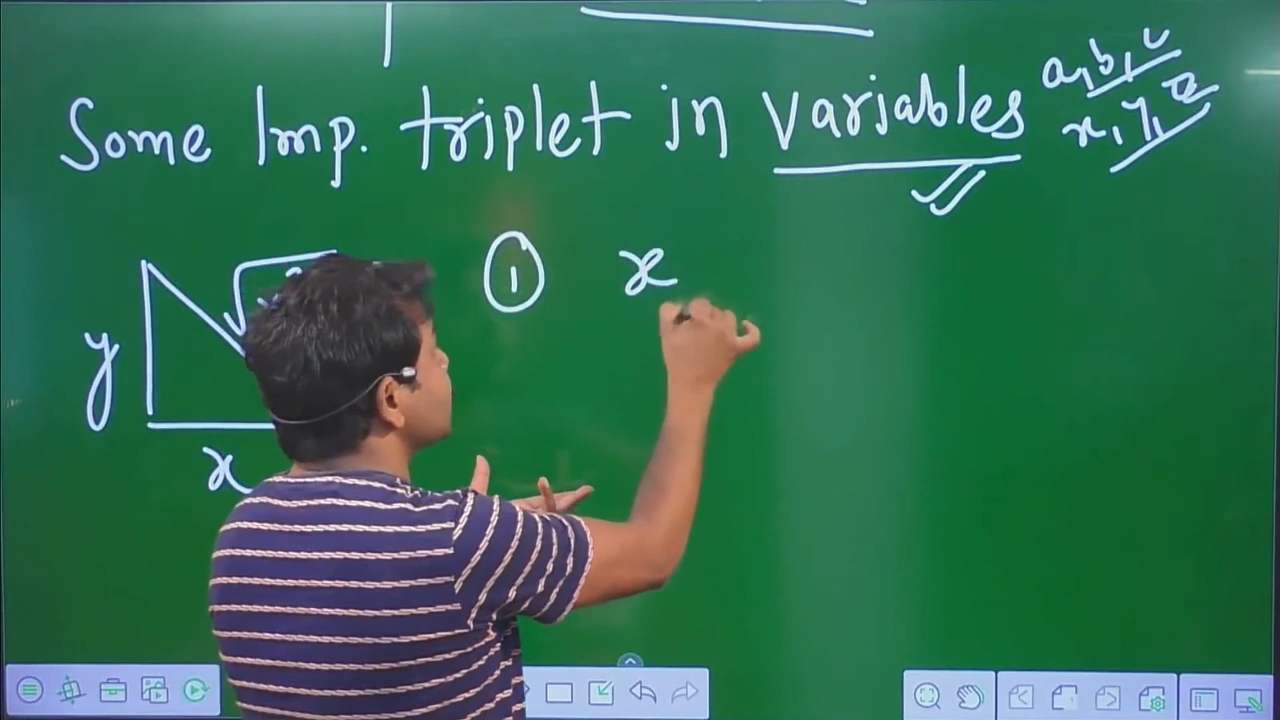 Some Imp. triplet in variables
a, b, c
x, y, z
y
x
① x